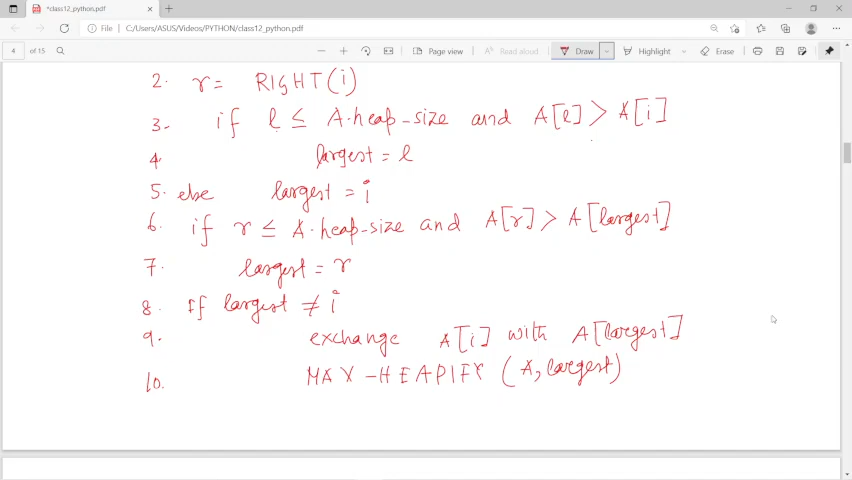 *class12_python.pdf
File C:/Users/ASUS/Videos/PYTHON/class12_python.pdf
4 of 15 Page view Read aloud Draw Highlight Erase
2. r = RIGHT(i)
3. if l ≤ A.heap-size and A[l] > A[i]
4 largest = l
5. else largest = i
6. if r ≤ A.heap-size and A[r] > A[largest]
7. largest = r
8. If largest ≠ i
9. exchange A[i] with A[largest]
10. MAX-HEAPIFY (A, largest)